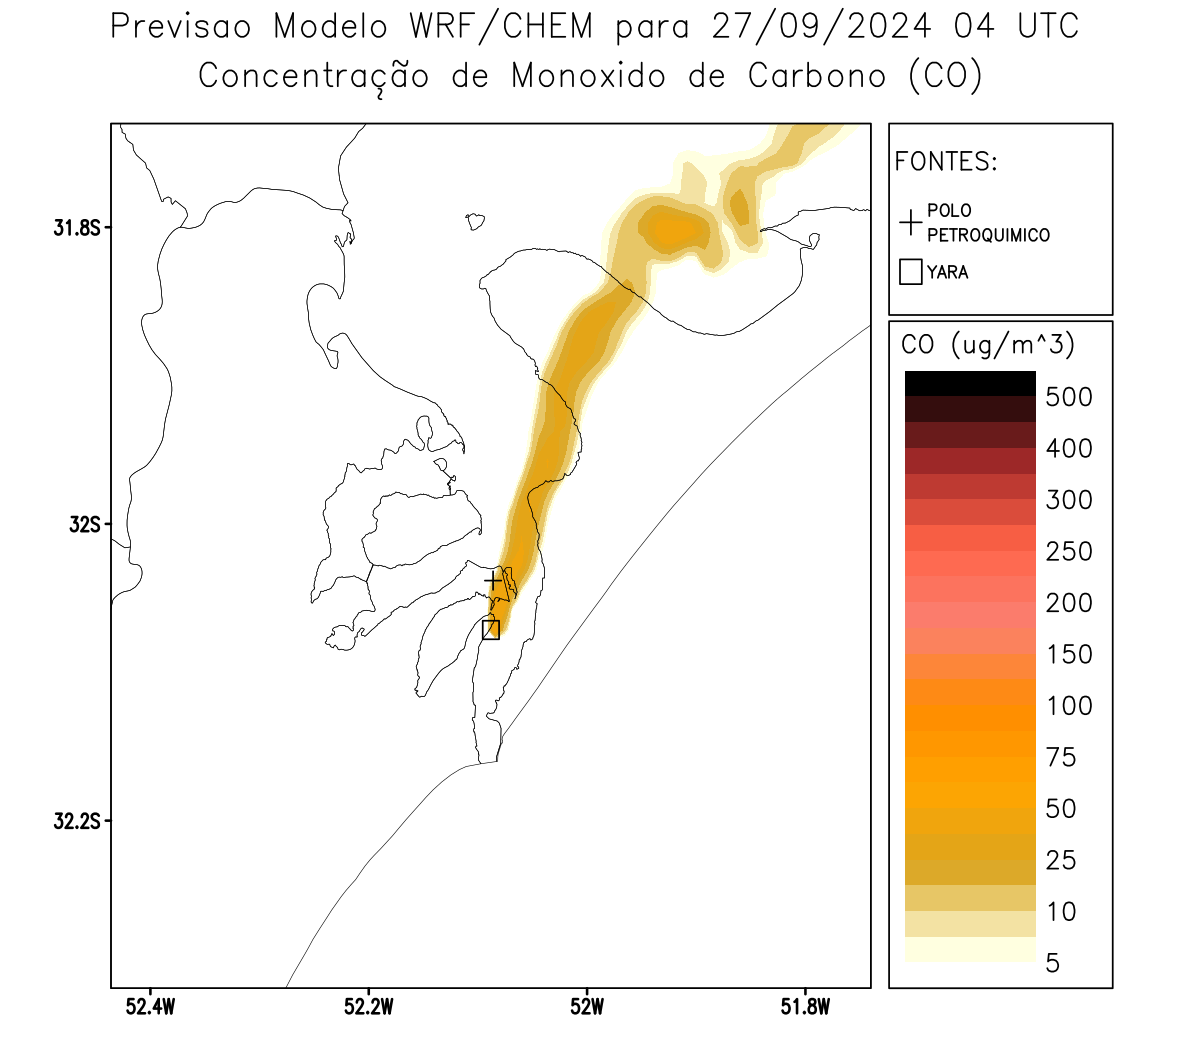 Previsao Modelo WRF/CHEM para 27/09/2024 04 UTC
Concentração de Monoxido de Carbono (CO)
FONTES:
POLO
PETROQUIMICO
YARA
CO (ug/m^3)
500
400
300
250
200
150
100
75
50
25
10
5
31.8S
32S
32.2S
52.4W
52.2W
52W
51.8W